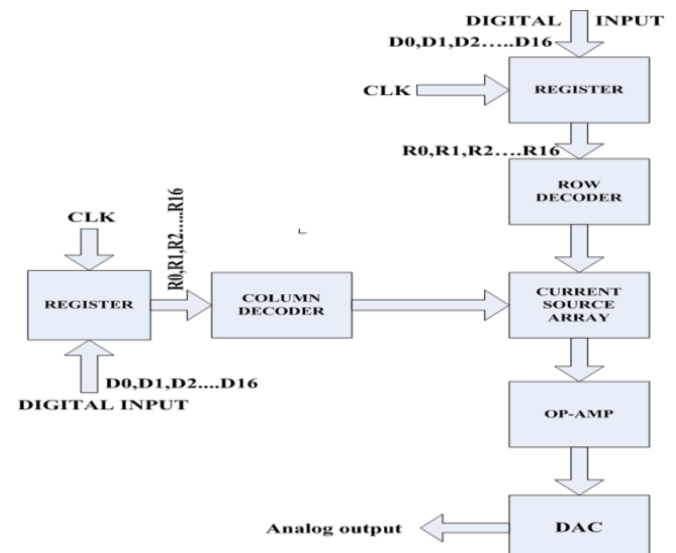 DIGITAL INPUT
D0,D1,D2.....D16
CLK
REGISTER
R0,R1,R2....R16
ROW
DECODER
CLK
R0,R1,R2.....R16
REGISTER
COLUMN
DECODER
CURRENT
SOURCE
ARRAY
D0,D1,D2....D16
DIGITAL INPUT
OP-AMP
DAC
Analog output